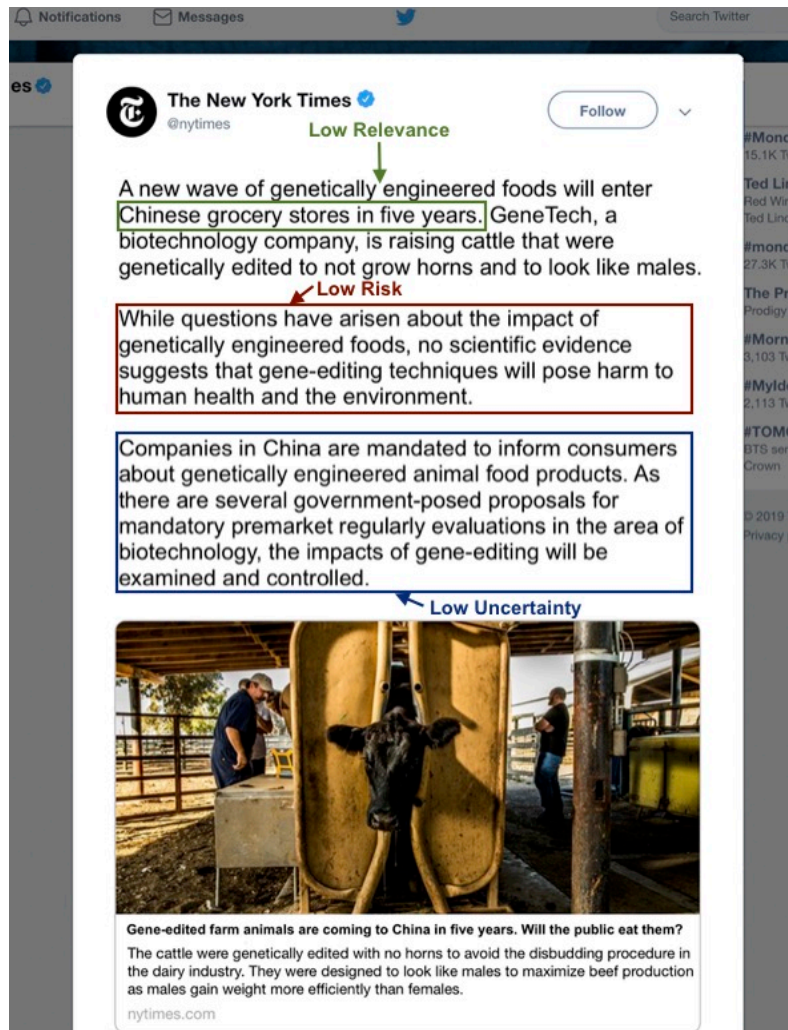 Notifications Messages Search Twitter
es
The New York Times
@nytimes
Follow
Low Relevance
A new wave of genetically engineered foods will enter
Chinese grocery stores in five years. GeneTech, a
biotechnology company, is raising cattle that were
genetically edited to not grow horns and to look like males.
Low Risk
While questions have arisen about the impact of
genetically engineered foods, no scientific evidence
suggests that gene-editing techniques will pose harm to
human health and the environment.
Companies in China are mandated to inform consumers
about genetically engineered animal food products. As
there are several government-posed proposals for
mandatory premarket regularly evaluations in the area of
biotechnology, the impacts of gene-editing will be
examined and controlled.
Low Uncertainty
Gene-edited farm animals are coming to China in five years. Will the public eat them?
The cattle were genetically edited with no horns to avoid the disbudding procedure in
the dairy industry. They were designed to look like males to maximize beef production
as males gain weight more efficiently than females.
nytimes.com
#Mond
15.1K T
Ted Li
Red Wi
Ted Lind
#mond
27.3K T
The Pr
Prodigy
#Morn
3,103 Tw
#MyId
2,113 T
#TOMO
BTS ser
Crown
© 2019
Privacy